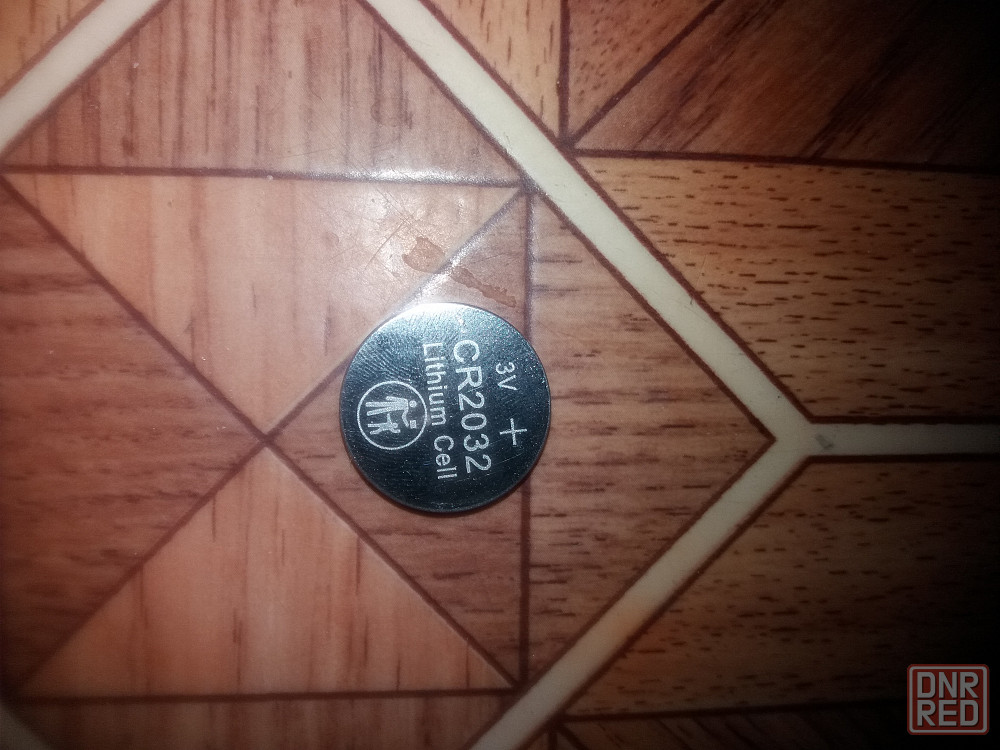 3V
+
CR2032
Lithium Cell
DNR
RED